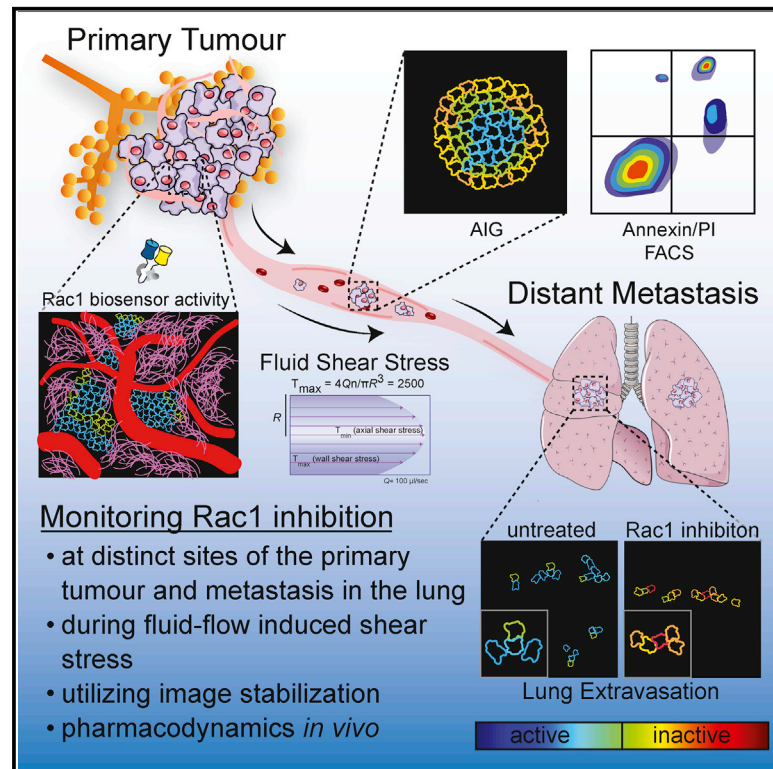 Primary Tumour
AIG
Annexin/PI
FACS
Rac1 biosensor activity
Distant Metastasis
Fluid Shear Stress
Tmax = 4Qn/πR³ = 2500
R
Tmin (axial shear stress)
Tmax (wall shear stress)
Q= 100 µl/sec
Monitoring Rac1 inhibition
• at distinct sites of the primary
tumour and metastasis in the lung
• during fluid-flow induced shear
stress
• utilizing image stabilization
• pharmacodynamics in vivo
untreated
Rac1 inhibiton
Lung Extravasation
active
inactive